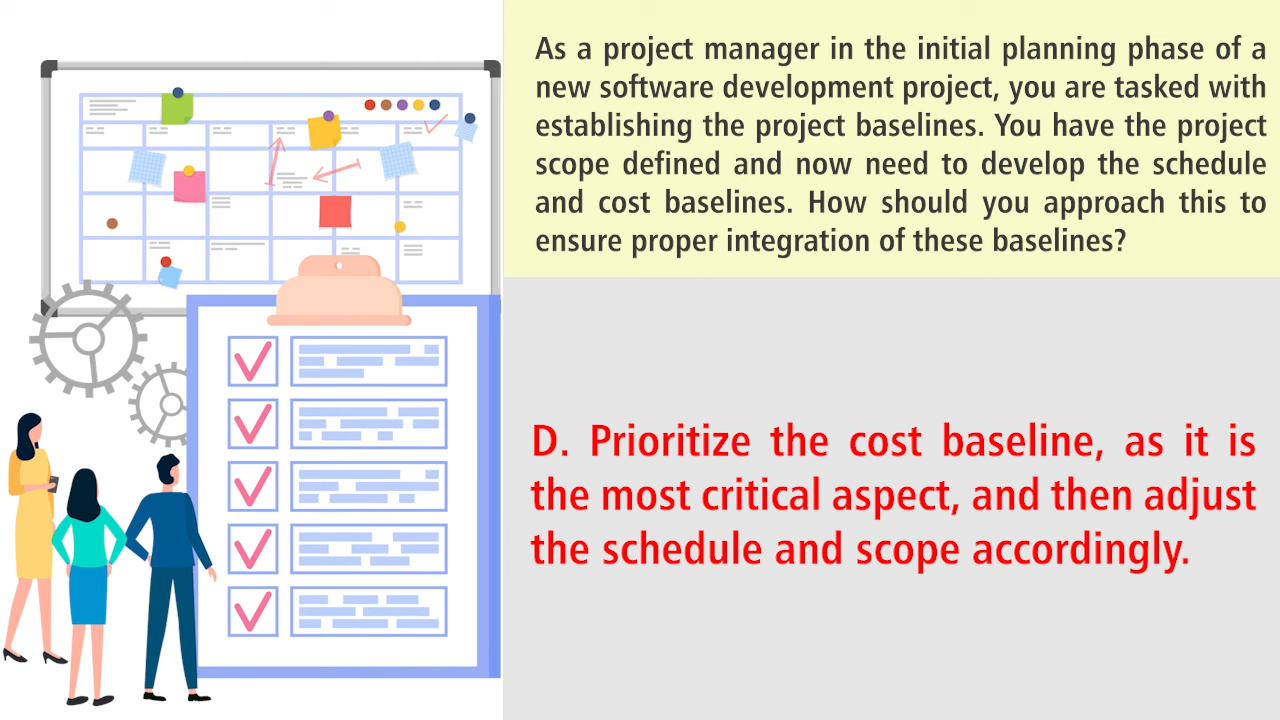 As a project manager in the initial planning phase of a
new software development project, you are tasked with
establishing the project baselines. You have the project
scope defined and now need to develop the schedule
and cost baselines. How should you approach this to
ensure proper integration of these baselines?
D. Prioritize the cost baseline, as it is
the most critical aspect, and then adjust
the schedule and scope accordingly.